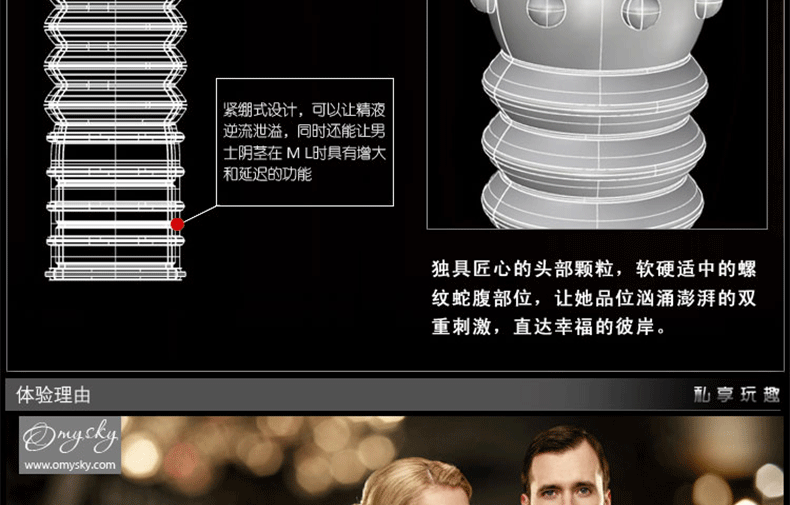 紧绷式设计，可以让精液
逆流泄溢，同时还能让男
士阴茎在ＭL时具有增大
和延迟的功能
独具匠心的头部颗粒，软硬适中的螺
纹蛇腹部位，让她品位汹涌澎湃的双
重刺激，直达幸福的彼岸。
体验理由
私享玩趣
Omysky
www.omysky.com